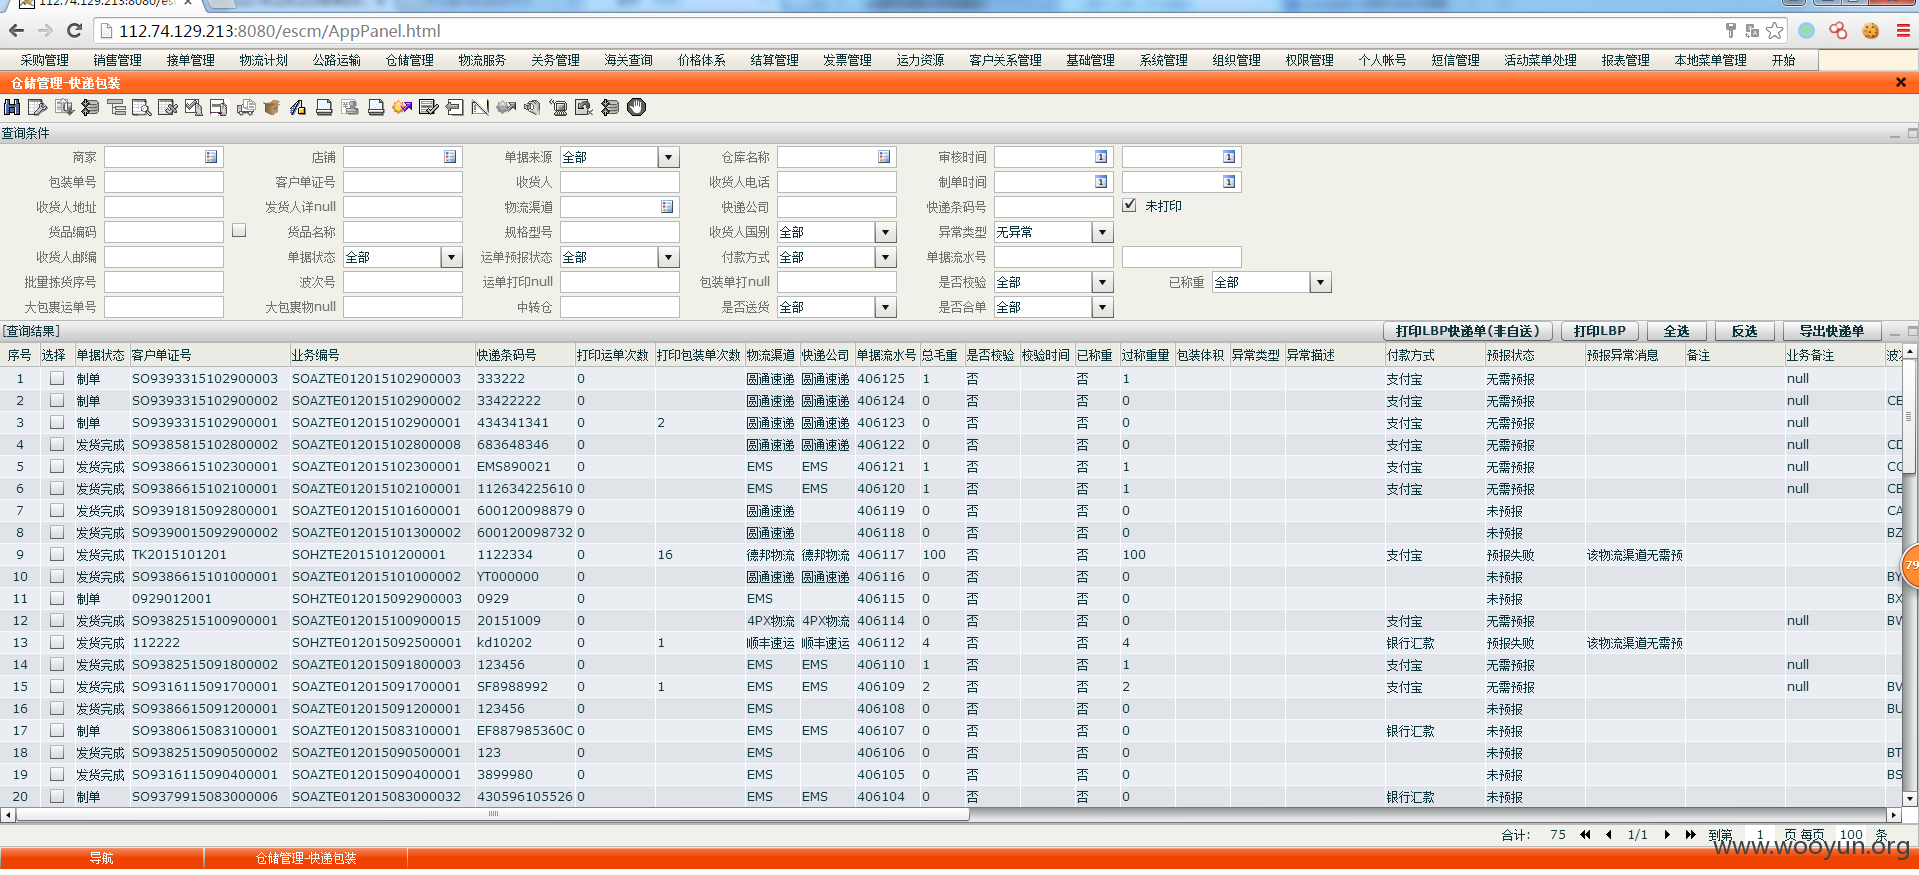 112.74.129.213:8080/esc
112.74.129.213:8080/escm/AppPanel.html
采购管理 销售管理 接单管理 物流计划 公路运输 仓储管理 物流服务 关务管理 海关查询 价格体系 结算管理 发票管理 运力资源 客户关系管理 基础管理 系统管理 组织管理 权限管理 个人帐号 短信管理 活动菜单处理 报表管理 本地菜单管理 开始
仓储管理-快递包装
查询条件
商家 店铺 单据来源 全部 仓库名称 审核时间
包装单号 客户单证号 收货人 收货人电话 制单时间
收货人地址 发货人详null 物流渠道 快递公司 快递条码号 未打印
货品编码 货品名称 规格型号 收货人国别 全部 异常类型 无异常
收货人邮编 单据状态 全部 运单预报状态 全部 付款方式 全部 单据流水号
批量拣货序号 波次号 运单打印null 包装单打null 是否校验 全部 已称重 全部
大包裹运单号 大包裹物null 中转仓 是否送货 全部 是否合单 全部
[查询结果] 打印LBP快递单(非自送) 打印LBP 全选 反选 导出快递单
序号 选择 单据状态 客户单证号 业务编号 快递条码号 打印运单次数 打印包装单次数 物流渠道 快递公司 单据流水号 总毛重 是否校验 校验时间 已称重 过称重量 包装体积 异常类型 异常描述 付款方式 预报状态 预报异常消息 备注 业务备注 波
1 制单 SO9393315102900003 SOAZTE012015102900003 333222 0 圆通速递 圆通速递 406125 1 否 否 1 支付宝 无需预报 null
2 制单 SO9393315102900002 SOAZTE012015102900002 33422222 0 圆通速递 圆通速递 406124 0 否 否 0 支付宝 无需预报 null CE
3 制单 SO9393315102900001 SOAZTE012015102900001 434341341 0 2 圆通速递 圆通速递 406123 0 否 否 0 支付宝 无需预报 null
4 发货完成 SO9385815102800002 SOAZTE012015102800008 683648346 0 圆通速递 圆通速递 406122 0 否 否 0 支付宝 无需预报 null CD
5 发货完成 SO9386615102300001 SOAZTE012015102300001 EMS890021 0 EMS EMS 406121 1 否 否 1 支付宝 无需预报 null CC
6 发货完成 SO9386615102100001 SOAZTE012015102100001 112634225610 0 EMS EMS 406120 1 否 否 1 支付宝 无需预报 null CB
7 发货完成 SO9391815092800001 SOAZTE012015101600001 600120098879 0 圆通速递 406119 0 否 否 0 未预报 CA
8 发货完成 SO9390015092900002 SOAZTE012015101300002 600120098732 0 圆通速递 406118 0 否 否 0 未预报 BZ
9 发货完成 TK2015101201 SOHZTE2015101200001 1122334 0 16 德邦物流 德邦物流 406117 100 否 否 100 支付宝 预报失败 该物流渠道无需预
10 发货完成 SO9386615101000001 SOAZTE012015101000002 YT000000 0 圆通速递 圆通速递 406116 0 否 否 0 未预报 BY
11 制单 0929012001 SOHZTE012015092900003 0929 0 EMS 406115 0 否 否 0 未预报 BX
12 发货完成 SO9382515100900001 SOAZTE012015100900015 20151009 0 4PX物流 4PX物流 406114 0 否 否 0 支付宝 无需预报 null BW
13 发货完成 112222 SOHZTE012015092500001 kd10202 0 1 顺丰速运 顺丰速运 406112 4 否 否 4 银行汇款 预报失败 该物流渠道无需预
14 发货完成 SO9382515091800002 SOAZTE012015091800003 123456 0 EMS EMS 406110 1 否 否 1 支付宝 无需预报 null
15 发货完成 SO9316115091700001 SOAZTE012015091700001 SF8988992 0 1 EMS EMS 406109 2 否 否 2 支付宝 无需预报 null BV
16 发货完成 SO9386615091200001 SOAZTE012015091200001 123456 0 EMS 406108 0 否 否 0 未预报 BU
17 制单 SO9380615083100001 SOAZTE012015083100001 EF887985360C 0 EMS EMS 406107 0 否 否 0 银行汇款 未预报
18 发货完成 SO9382515090500002 SOAZTE012015090500001 123 0 EMS 406106 0 否 否 0 未预报 BT
19 发货完成 SO9316115090400001 SOAZTE012015090400001 3899980 0 EMS 406105 0 否 否 0 未预报 BS
20 制单 SO9379915083000006 SOAZTE012015083000032 430596105526 0 EMS EMS 406104 0 否 否 0 银行汇款 未预报
79
合计: 75 1/1 到第 1 页 每页 100 条
www.wooyun.org
导航 仓储管理-快递包装